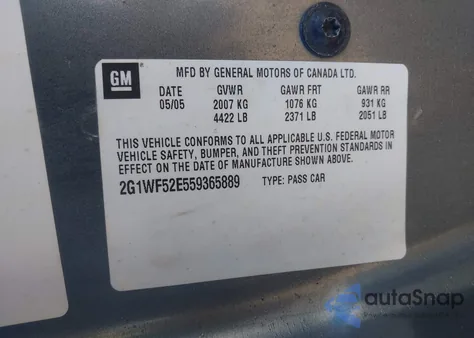 GM
MFD BY GENERAL MOTORS OF CANADA LTD.
DATE GVWR GAWR FRT GAWR RR
05/05 2007 KG 1076 KG 931 KG
4422 LB 2371 LB 2051 LB
THIS VEHICLE CONFORMS TO ALL APPLICABLE U.S. FEDERAL MOTOR
VEHICLE SAFETY, BUMPER, AND THEFT PREVENTION STANDARDS IN
EFFECT ON THE DATE OF MANUFACTURE SHOWN ABOVE.
2G1WF52E559365889 TYPE: PASS CAR
autoSnap